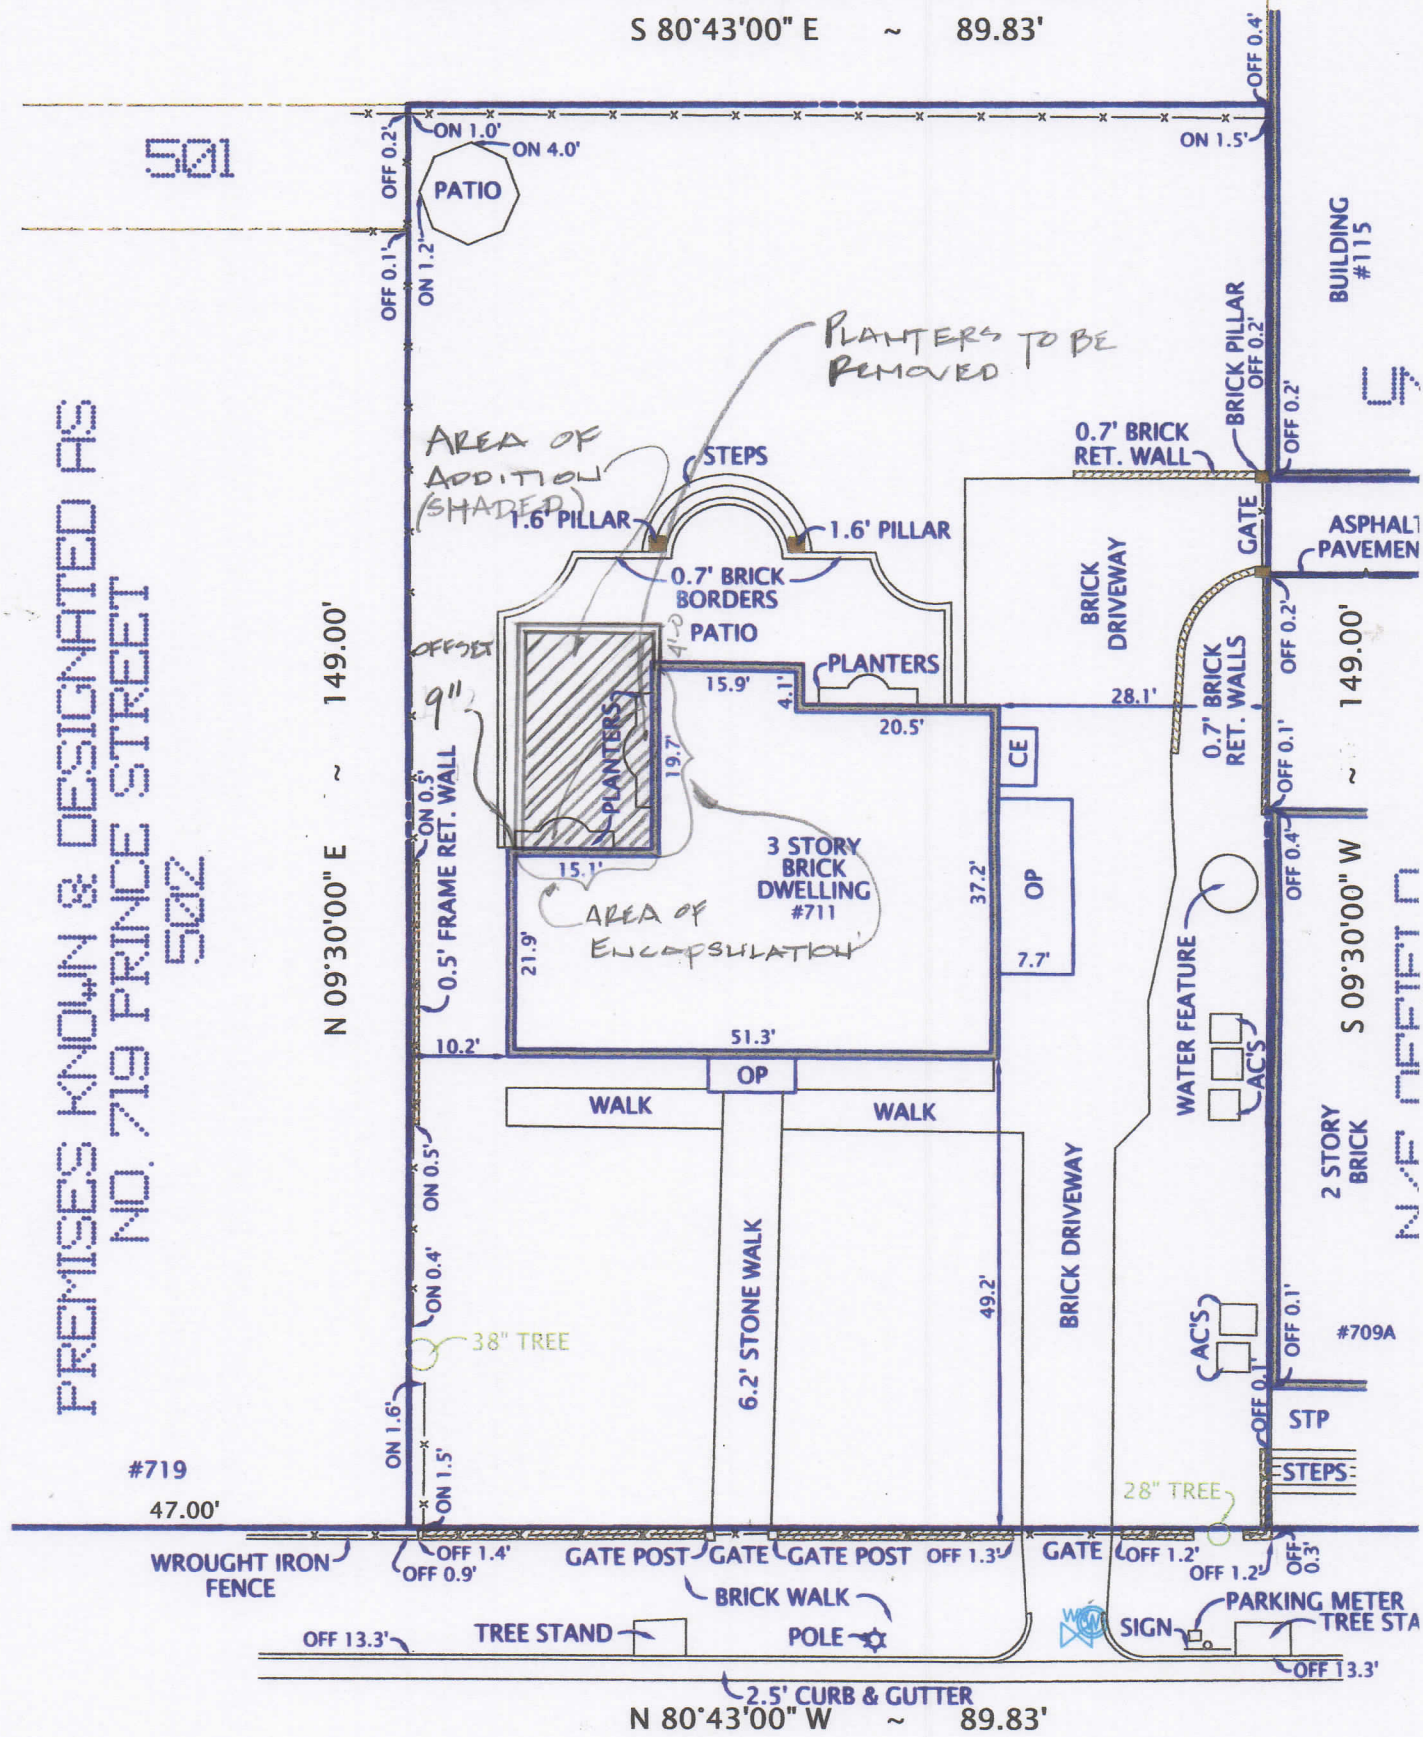 S 80°43'00" E ~ 89.83'
OFF 0.4'
501
OFF 0.2'
ON 1.0'
ON 4.0'
ON 1.5'
PATIO
OFF 0.1'
ON 1.2'
BUILDING
#115
PLANTERS TO BE
REMOVED
BRICK PILLAR
OFF 0.2'
OFF 0.2'
AREA OF
ADDITION
(SHADED)
STEPS
0.7' BRICK
RET. WALL
1.6' PILLAR
1.6' PILLAR
GATE
ASPHALT
PAVEMEN
0.7' BRICK
BORDERS
BRICK
DRIVEWAY
PREMISES KNOWN & DESIGNATED AS
NO. 719 PRINCE STREET
502
N 09°30'00" E ~ 149.00'
OFFSET
9"
4'-0
PATIO
PLANTERS
15.9'
4.1'
20.5'
28.1'
0.7' BRICK
RET. WALLS
OFF 0.2'
OFF 0.1'
S 09°30'00" W ~ 149.00'
PLANTERS
19.7'
CE
ON 0.5'
0.5' FRAME RET. WALL
15.1'
3 STORY
BRICK
DWELLING
#711
37.2'
OP
7.7'
OFF 0.4'
AREA OF
ENCAPSULATION
21.9'
WATER FEATURE
AC'S
10.2'
51.3'
OP
WALK
WALK
ON 0.5'
2 STORY
BRICK
ON 0.4'
6.2' STONE WALK
49.2'
BRICK DRIVEWAY
38" TREE
AC'S
OFF 0.1'
#709A
OFF 0.1'
ON 1.6'
ON 1.5'
STP
#719
STEPS
28" TREE
47.00'
WROUGHT IRON
FENCE
OFF 1.4'
OFF 0.9'
GATE POST
GATE
GATE POST
OFF 1.3'
GATE
OFF 1.2'
OFF 1.2'
OFF 0.3'
BRICK WALK
PARKING METER
TREE STAND
POLE
W
SIGN
TREE STA
OFF 13.3'
OFF 13.3'
2.5' CURB & GUTTER
N 80°43'00" W ~ 89.83'